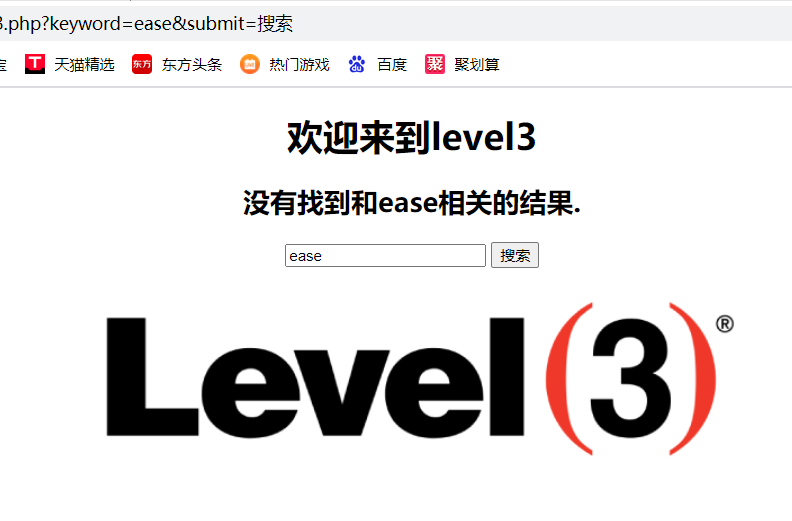 3.php?keyword=ease&submit=搜索
天猫精选 东方 东方头条 热门游戏 du 百度 聚 聚划算
欢迎来到level3
没有找到和ease相关的结果.
ease 搜索
Level(3)®